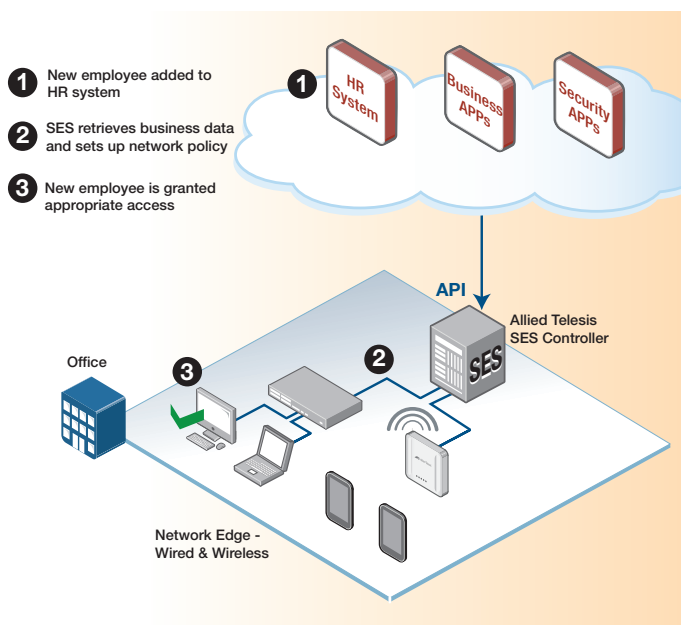 1 New employee added to
HR system
2 SES retrieves business data
and sets up network policy
3 New employee is granted
appropriate access
1
HR
System
Business
APPs
Security
APPs
API
Allied Telesis
SES Controller
SES
2
Office
3
Network Edge -
Wired & Wireless